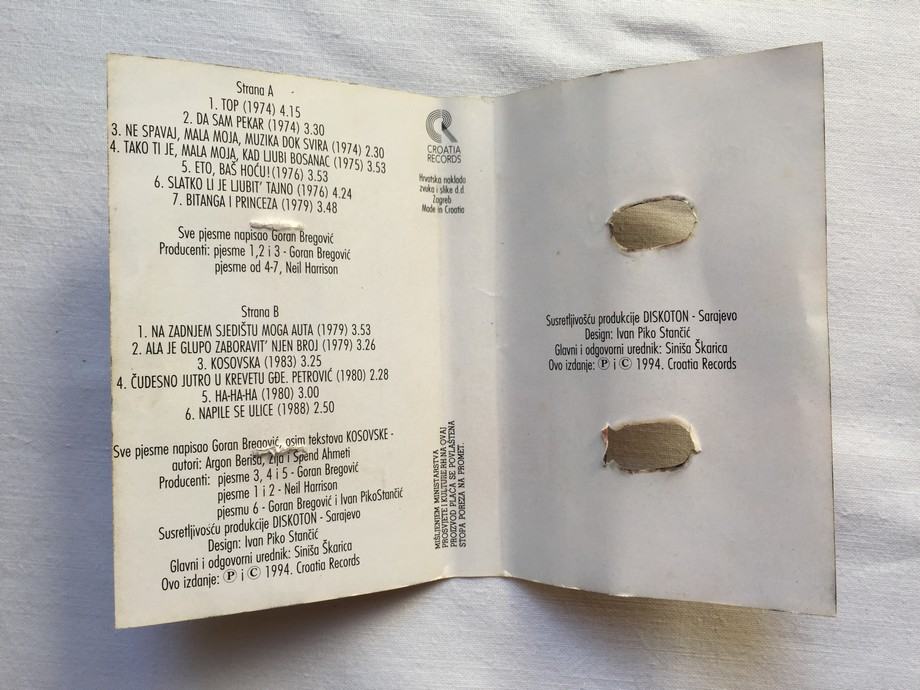 Strana A
1. TOP (1974) 4.15
2. DA SAM PEKAR (1974) 3.30
3. NE SPAVAJ, MALA MOJA, MUZIKA DOK SVIRA (1974) 2.30
4. TAKO TI JE, MALA MOJA, KAD LJUBI BOSANAC (1975) 3.53
5. ETO, BAŠ HOĆU! (1976) 3.53
6. SLATKO LI JE LJUBIT' TAJNO (1976) 4.24
7. BITANGA I PRINCEZA (1979) 3.48
Sve pjesme napisao Goran Bregović
Producenti: pjesme 1,2 i 3 - Goran Bregović
pjesme od 4-7, Neil Harrison
Strana B
1. NA ZADNJEM SJEDIŠTU MOGA AUTA (1979) 3.53
2. ALA JE GLUPO ZABORAVIT' NJEN BROJ (1979) 3.26
3. KOSOVSKA (1983) 3.25
4. ČUDESNO JUTRO U KREVETU GĐE. PETROVIĆ (1980) 2.28
5. HA-HA-HA (1980) 3.00
6. NAPILE SE ULICE (1988) 2.50
Sve pjesme napisao Goran Bregović, osim tekstova KOSOVSKE -
autori: Argon Beriša, Zija i Spend Ahmeti
Producenti: pjesme 3, 4 i 5 - Goran Bregović
pjesme 1 i 2 - Neil Harrison
pjesmu 6 - Goran Bregović i Ivan PikoStančić
Susretljivošću produkcije DISKOTON - Sarajevo
Design: Ivan Piko Stančić
Glavni i odgovorni urednik: Siniša Škarica
Ovo izdanje: Ⓟ i © 1994. Croatia Records
CROATIA
RECORDS
Hrvatska naklada
zvuka i slike d.d.
Zagreb
Made in Croatia
MIŠLJENJEM MINISTARSTVA
PROSVJETE I KULTURE RH NA OVAJ
PROIZVOD PLAĆA SE POVLAŠTENA
STOPA POREZA NA PROMET.
Susretljivošću produkcije DISKOTON - Sarajevo
Design: Ivan Piko Stančić
Glavni i odgovorni urednik: Siniša Škarica
Ovo izdanje: Ⓟ i © 1994. Croatia Records